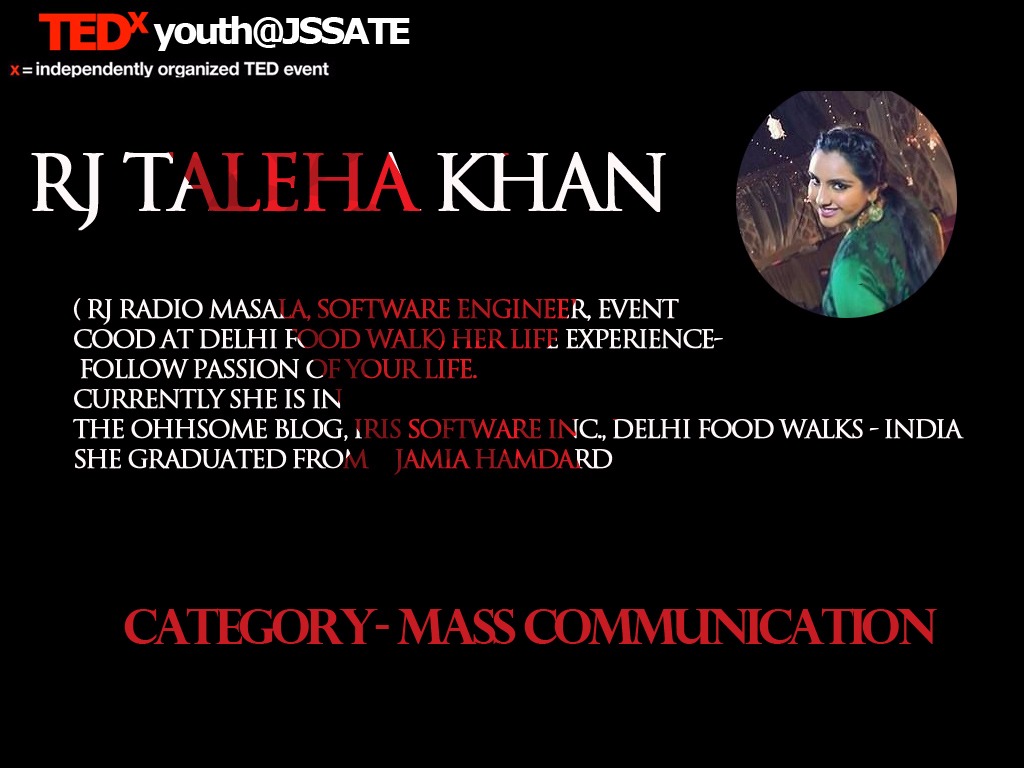 TEDx youth@JSSATE
x = independently organized TED event
RJ TALEHA KHAN
( RJ RADIO MASALA, SOFTWARE ENGINEER, EVENT
COOD AT DELHI FOOD WALK) HER LIFE EXPERIENCE-
FOLLOW PASSION OF YOUR LIFE.
CURRENTLY SHE IS IN
THE OHHSOME BLOG, IRIS SOFTWARE INC., DELHI FOOD WALKS - INDIA
SHE GRADUATED FROM JAMIA HAMDARD
CATEGORY- MASS COMMUNICATION